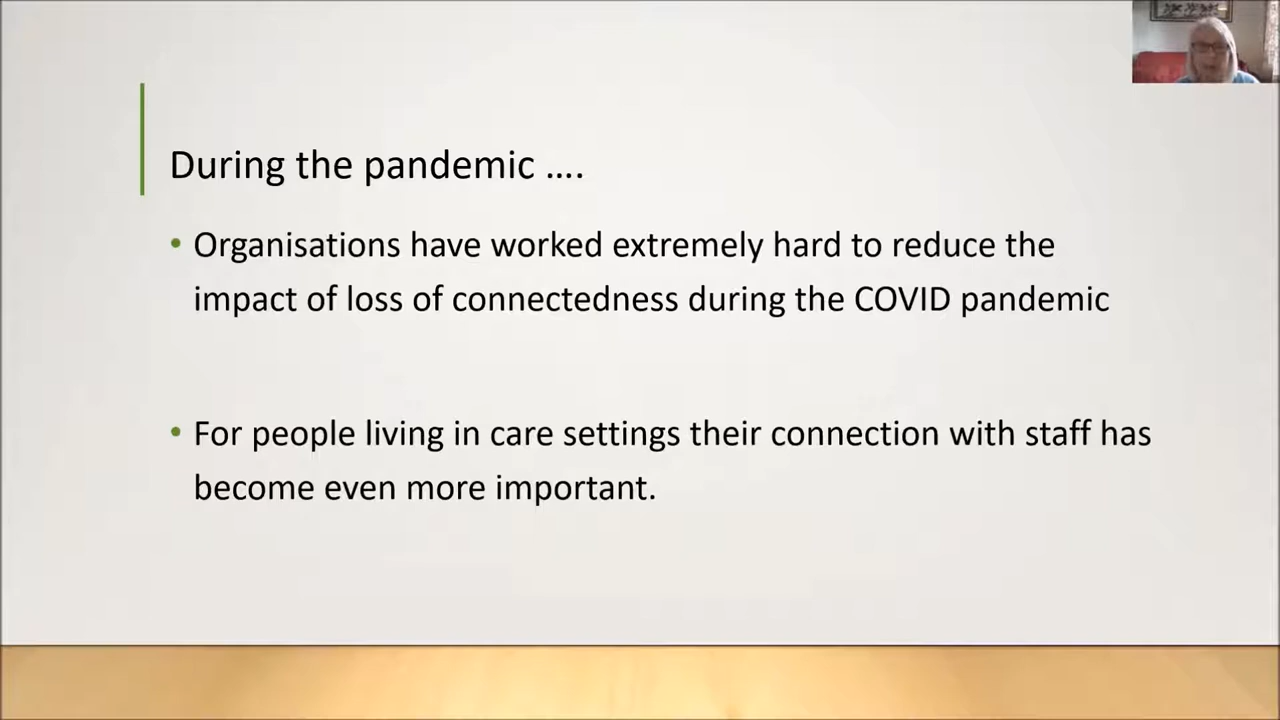 During the pandemic ....
• Organisations have worked extremely hard to reduce the
impact of loss of connectedness during the COVID pandemic
• For people living in care settings their connection with staff has
become even more important.